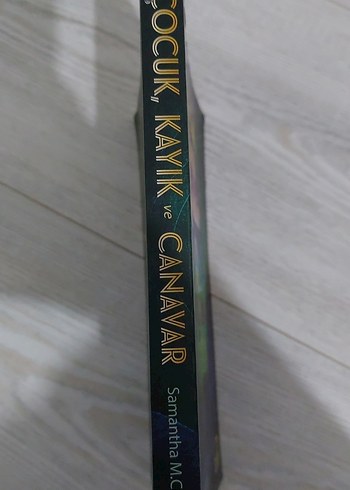 ÇOCUK, KAYIK ve CANAVAR
Samantha M.C